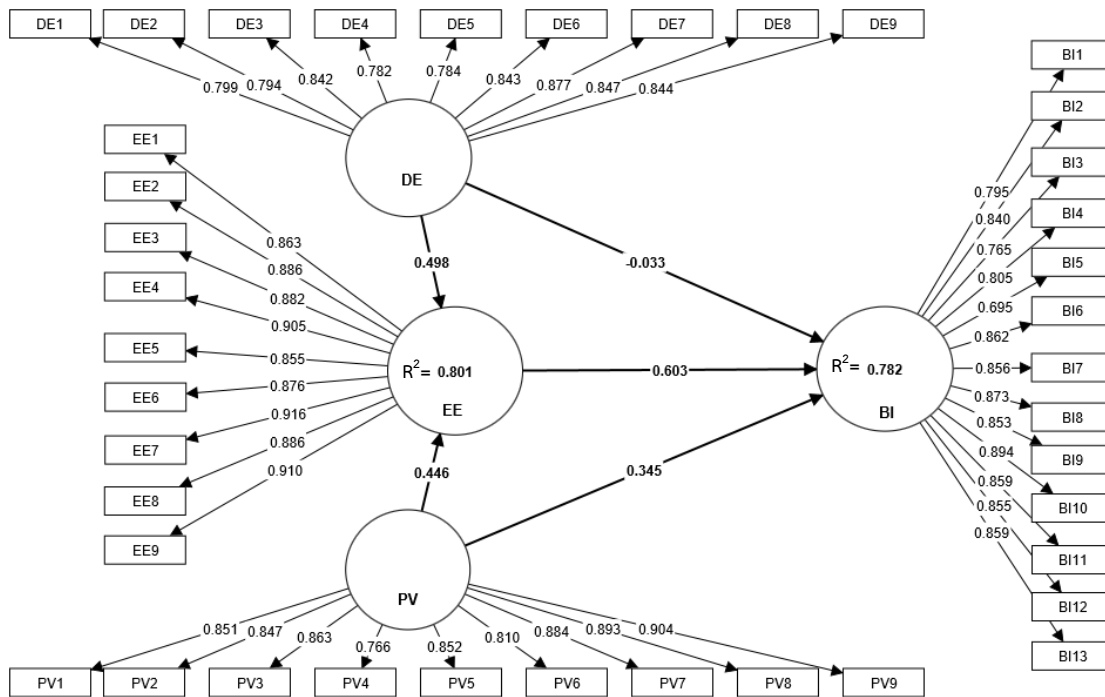 DE1 DE2 DE3 DE4 DE5 DE6 DE7 DE8 DE9
0.799 0.794 0.842 0.782 0.784 0.843 0.877 0.847 0.844
DE
EE1
EE2
EE3
EE4
EE5
EE6
EE7
EE8
EE9
0.863
0.886
0.882
0.905
0.855
0.876
0.916
0.886
0.910
0.498
-0.033
R²= 0.801
EE
0.603
0.446
0.345
R²= 0.782
BI
BI1
BI2
BI3
BI4
BI5
BI6
BI7
BI8
BI9
BI10
BI11
BI12
BI13
0.795
0.840
0.765
0.805
0.695
0.862
0.856
0.873
0.853
0.894
0.859
0.855
0.859
PV
0.851 0.847 0.863 0.766 0.852 0.810 0.884 0.893 0.904
PV1 PV2 PV3 PV4 PV5 PV6 PV7 PV8 PV9